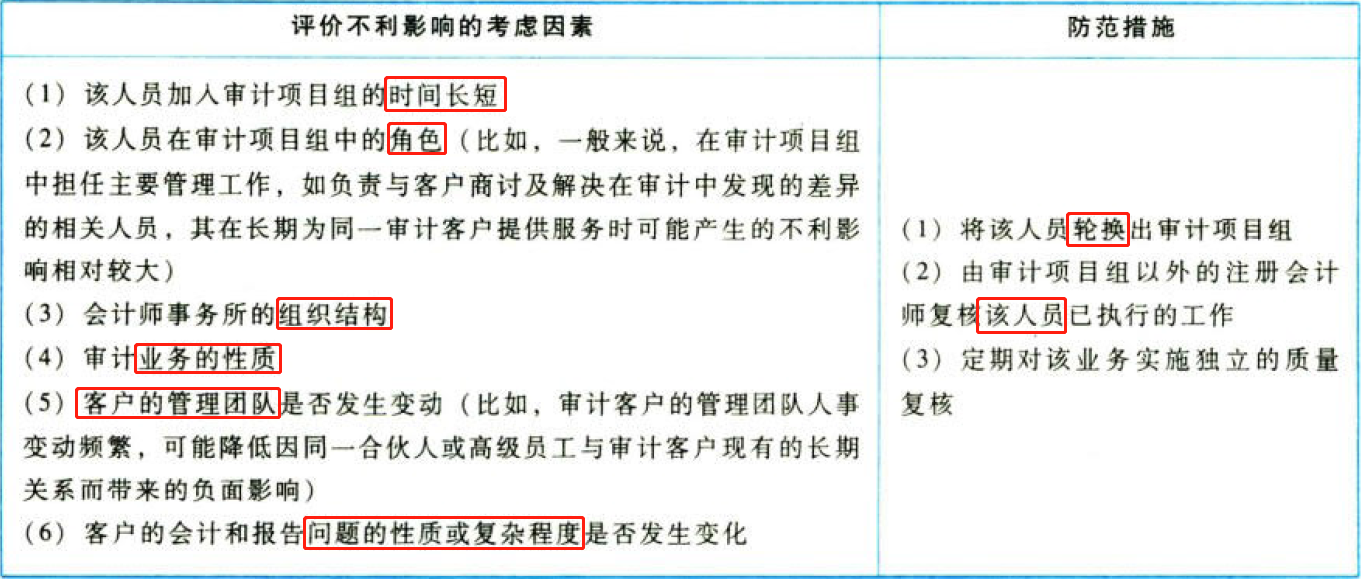 评价不利影响的考虑因素
防范措施
(1) 该人员加入审计项目组的时间长短
(2) 该人员在审计项目组中的角色（比如，一般来说，在审计项目组
中担任主要管理工作，如负责与客户商讨及解决在审计中发现的差异
的相关人员，其在长期为同一审计客户提供服务时可能产生的不利影
响相对较大）
(3) 会计师事务所的组织结构
(4) 审计业务的性质
(5) 客户的管理团队是否发生变动（比如，审计客户的管理团队人事
变动频繁，可能降低因同一合伙人或高级员工与审计客户现有的长期
关系而带来的负面影响）
(6) 客户的会计和报告问题的性质或复杂程度是否发生变化
(1) 将该人员轮换出审计项目组
(2) 由审计项目组以外的注册会计
师复核该人员已执行的工作
(3) 定期对该业务实施独立的质量
复核